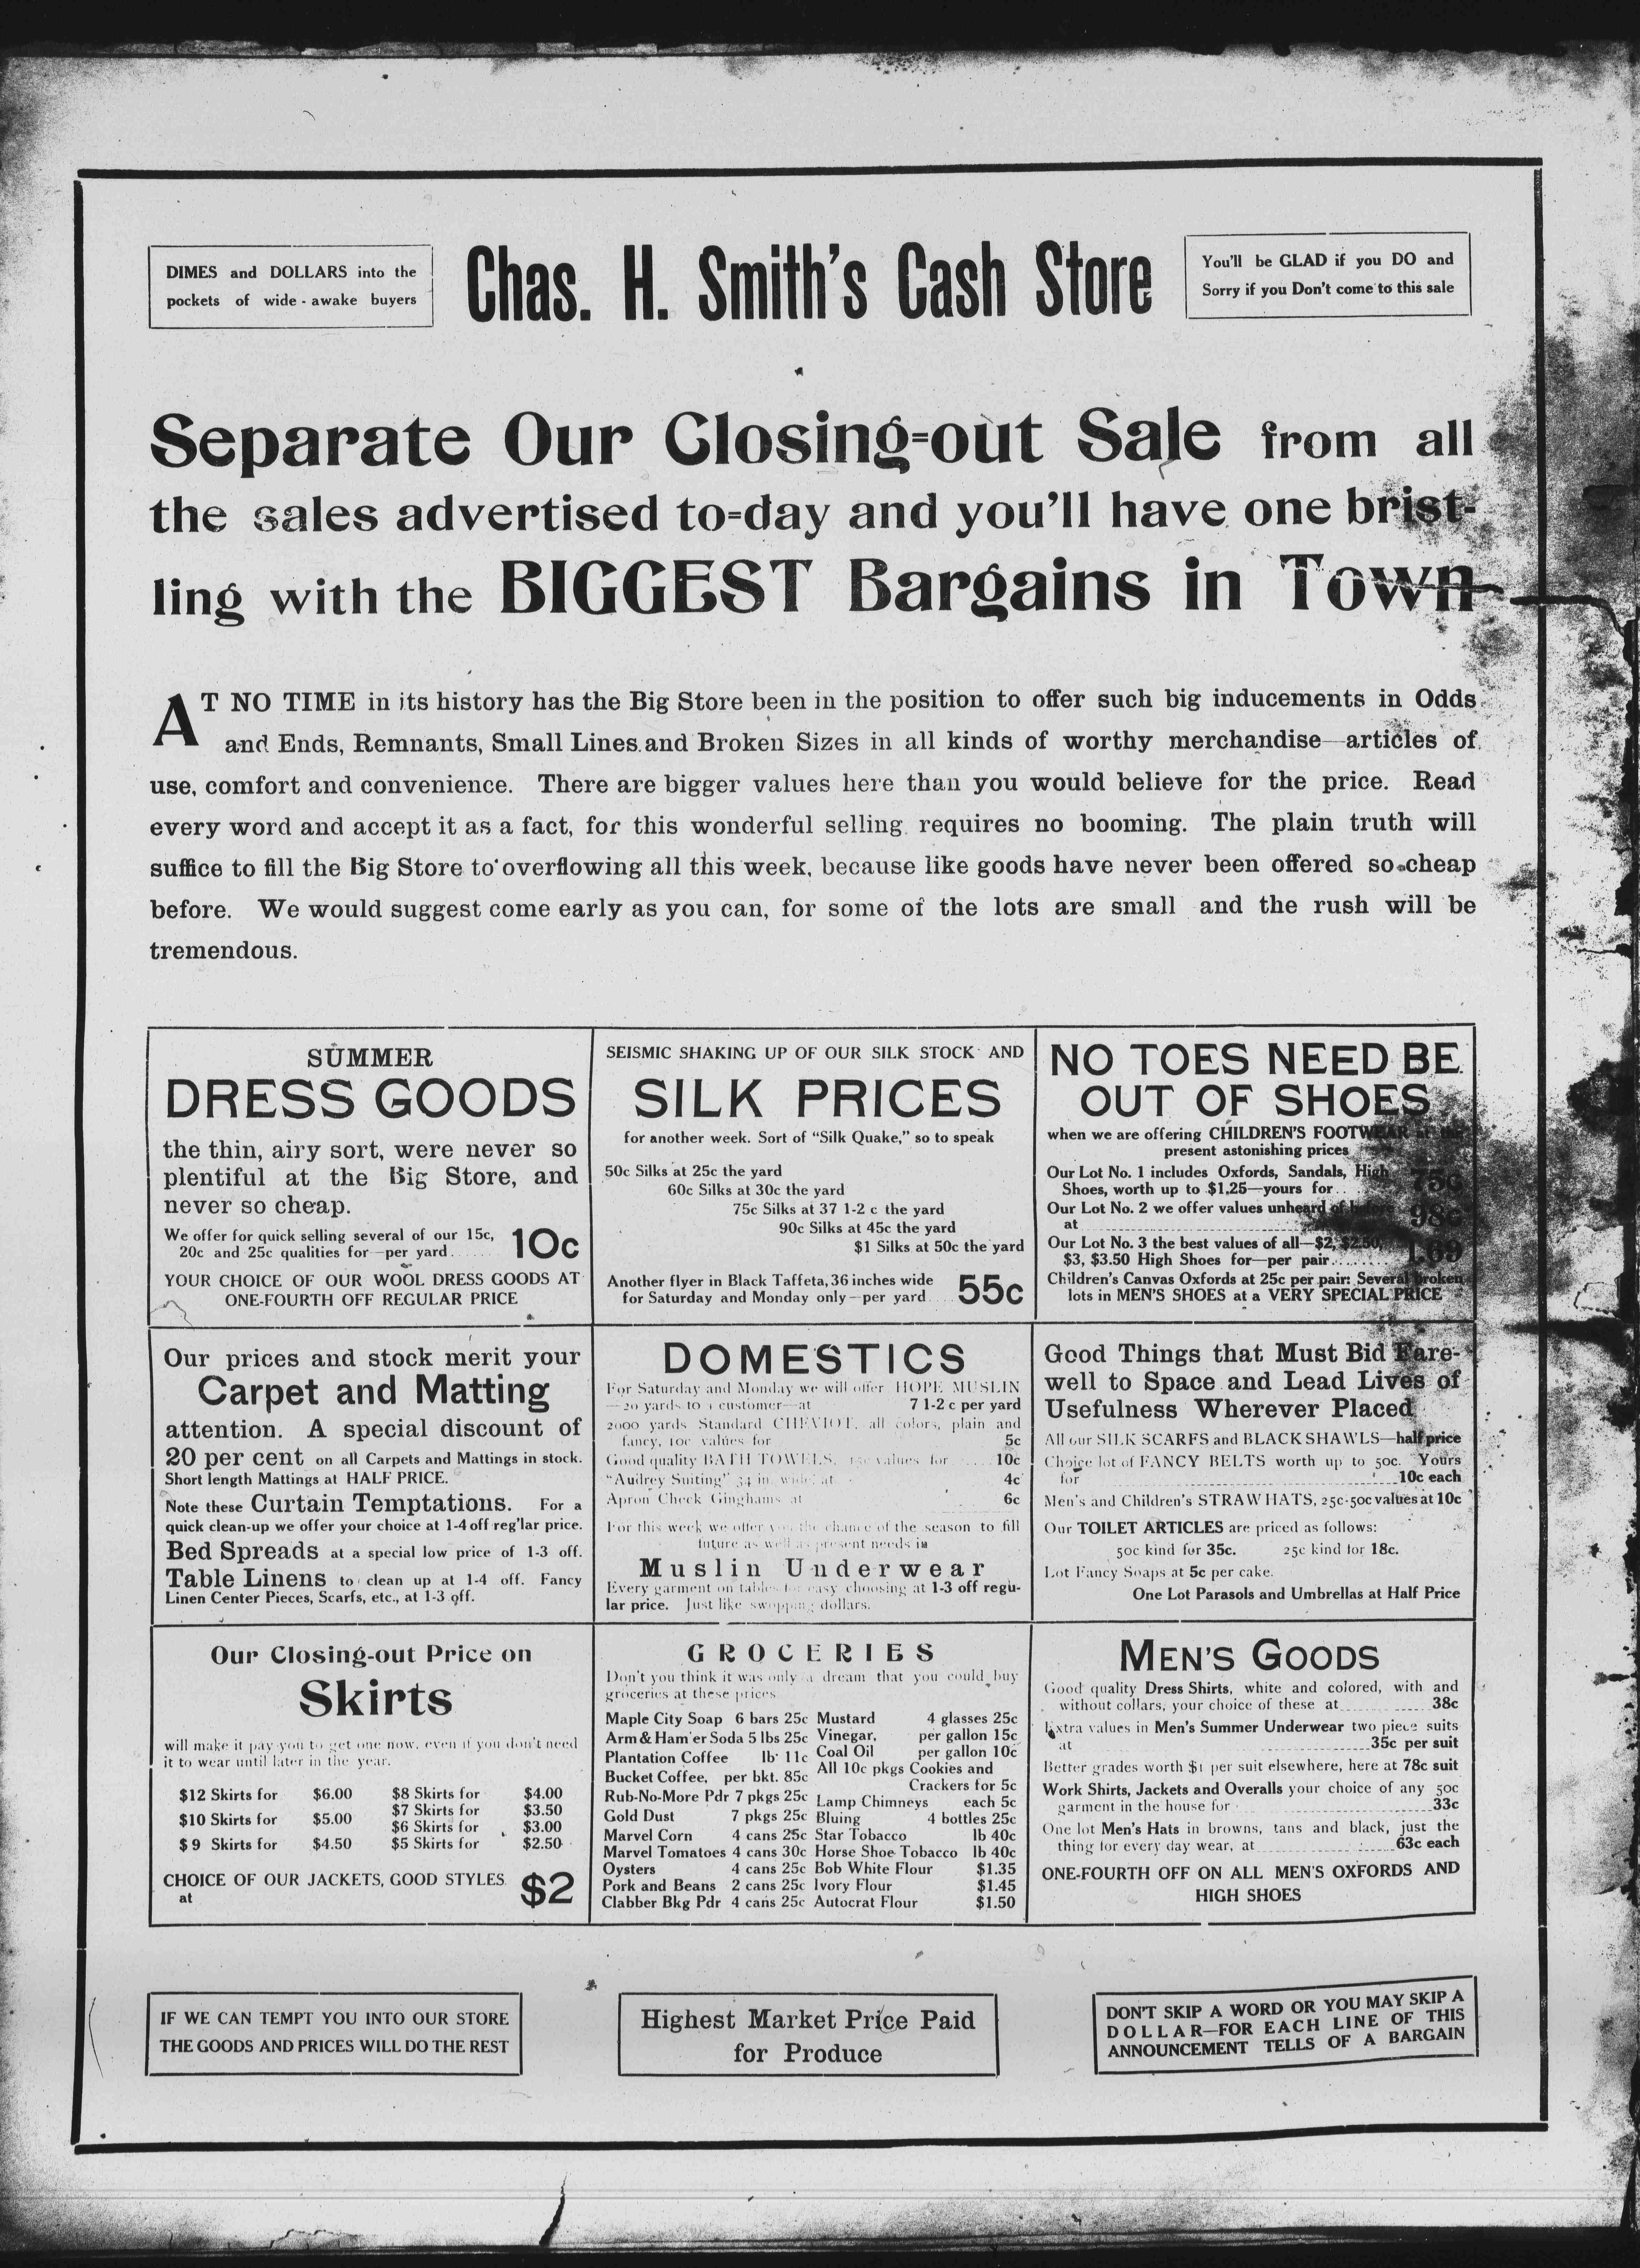 DIMES and DOLLARS into the
pockets of wide-awake buyers
Chas. H. Smith's Cash Store
You'll be GLAD if you DO and
Sorry if you Don't come to this sale
Separate Our Closing-out Sale from all
the sales advertised to-day and you'll have one brist-
ling with the BIGGEST Bargains in Town
AT NO TIME in its history has the Big Store been in the position to offer such big inducements in Odds
and Ends, Remnants, Small Lines and Broken Sizes in all kinds of worthy merchandise—articles of
use, comfort and convenience. There are bigger values here than you would believe for the price. Read
every word and accept it as a fact, for this wonderful selling requires no booming. The plain truth will
suffice to fill the Big Store to overflowing all this week, because like goods have never been offered so cheap
before. We would suggest come early as you can, for some of the lots are small and the rush will be
tremendous.
SUMMER
DRESS GOODS
the thin, airy sort, were never so
plentiful at the Big Store, and
never so cheap.
We offer for quick selling several of our 15c,
20c and 25c qualities for—per yard...... 10c
YOUR CHOICE OF OUR WOOL DRESS GOODS AT
ONE-FOURTH OFF REGULAR PRICE
SEISMIC SHAKING UP OF OUR SILK STOCK AND
SILK PRICES
for another week. Sort of "Silk Quake," so to speak
50c Silks at 25c the yard
60c Silks at 30c the yard
75c Silks at 37 1-2 c the yard
90c Silks at 45c the yard
$1 Silks at 50c the yard
Another flyer in Black Taffeta, 36 inches wide
for Saturday and Monday only—per yard.... 55c
NO TOES NEED BE
OUT OF SHOES
when we are offering CHILDREN'S FOOTWEAR at the
present astonishing prices
Our Lot No. 1 includes Oxfords, Sandals, High
Shoes, worth up to $1.25—yours for.. 75c
Our Lot No. 2 we offer values unheard of before
at 98c
Our Lot No. 3 the best values of all—$2, $2.50,
$3, $3.50 High Shoes for—per pair......... 1.69
Children's Canvas Oxfords at 25c per pair: Several broken
lots in MEN'S SHOES at a VERY SPECIAL PRICE
Our prices and stock merit your
Carpet and Matting
attention. A special discount of
20 per cent on all Carpets and Mattings in stock.
Short length Mattings at HALF PRICE.
Note these Curtain Temptations. For a
quick clean-up we offer your choice at 1-4 off reg'lar price.
Bed Spreads at a special low price of 1-3 off.
Table Linens to clean up at 1-4 off. Fancy
Linen Center Pieces, Scarfs, etc., at 1-3 off.
DOMESTICS
For Saturday and Monday we will offer HOPE MUSLIN
—20 yards to 1 customer—at 7 1-2 c per yard
2000 yards Standard CHEVIOT, all colors, plain and
fancy, 10c values for 5c
Good quality BATH TOWELS, values for ...... 10c
"Audrey Suiting" 34 in. wide, at 4c
Apron Check Ginghams at 6c
For this week we offer you the chance of the season to fill
future as well as present needs in
Muslin Underwear
Every garment on tables for easy choosing at 1-3 off regu-
lar price. Just like swopping dollars.
Good Things that Must Bid Fare-
well to Space and Lead Lives of
Usefulness Wherever Placed
All our SILK SCARFS and BLACK SHAWLS—half price
Choice lot of FANCY BELTS worth up to 50c. Yours
for 10c each
Men's and Children's STRAW HATS, 25c-50c values at 10c
Our TOILET ARTICLES are priced as follows:
50c kind for 35c. 25c kind for 18c.
Lot Fancy Soaps at 5c per cake.
One Lot Parasols and Umbrellas at Half Price
Our Closing-out Price on
Skirts
will make it pay you to get one now, even if you don't need
it to wear until later in the year.
$12 Skirts for $6.00
$10 Skirts for $5.00
$9 Skirts for $4.50
$8 Skirts for $4.00
$7 Skirts for $3.50
$6 Skirts for $3.00
$5 Skirts for $2.50
CHOICE OF OUR JACKETS, GOOD STYLES
at $2
GROCERIES
Don't you think it was only a dream that you could buy
groceries at these prices
Maple City Soap 6 bars 25c
Arm & Ham'er Soda 5 lbs 25c
Plantation Coffee lb 11c
Bucket Coffee, per bkt. 85c
Rub-No-More Pdr 7 pkgs 25c
Gold Dust 7 pkgs 25c
Marvel Corn 4 cans 25c
Marvel Tomatoes 4 cans 30c
Oysters 4 cans 25c
Pork and Beans 2 cans 25c
Clabber Bkg Pdr 4 cans 25c
Mustard 4 glasses 25c
Vinegar, per gallon 15c
Coal Oil per gallon 10c
All 10c pkgs Cookies and
Crackers for 5c
Lamp Chimneys each 5c
Bluing 4 bottles 25c
Star Tobacco lb 40c
Horse Shoe Tobacco lb 40c
Bob White Flour $1.35
Ivory Flour $1.45
Autocrat Flour $1.50
MEN'S GOODS
Good quality Dress Shirts, white and colored, with and
without collars, your choice of these at 38c
Extra values in Men's Summer Underwear two piece suits
at 35c per suit
Better grades worth $1 per suit elsewhere, here at 78c suit
Work Shirts, Jackets and Overalls your choice of any 50c
garment in the house for 33c
One lot Men's Hats in browns, tans and black, just the
thing for every day wear, at 63c each
ONE-FOURTH OFF ON ALL MEN'S OXFORDS AND
HIGH SHOES
IF WE CAN TEMPT YOU INTO OUR STORE
THE GOODS AND PRICES WILL DO THE REST
Highest Market Price Paid
for Produce
DON'T SKIP A WORD OR YOU MAY SKIP A
DOLLAR—FOR EACH LINE OF THIS
ANNOUNCEMENT TELLS OF A BARGAIN